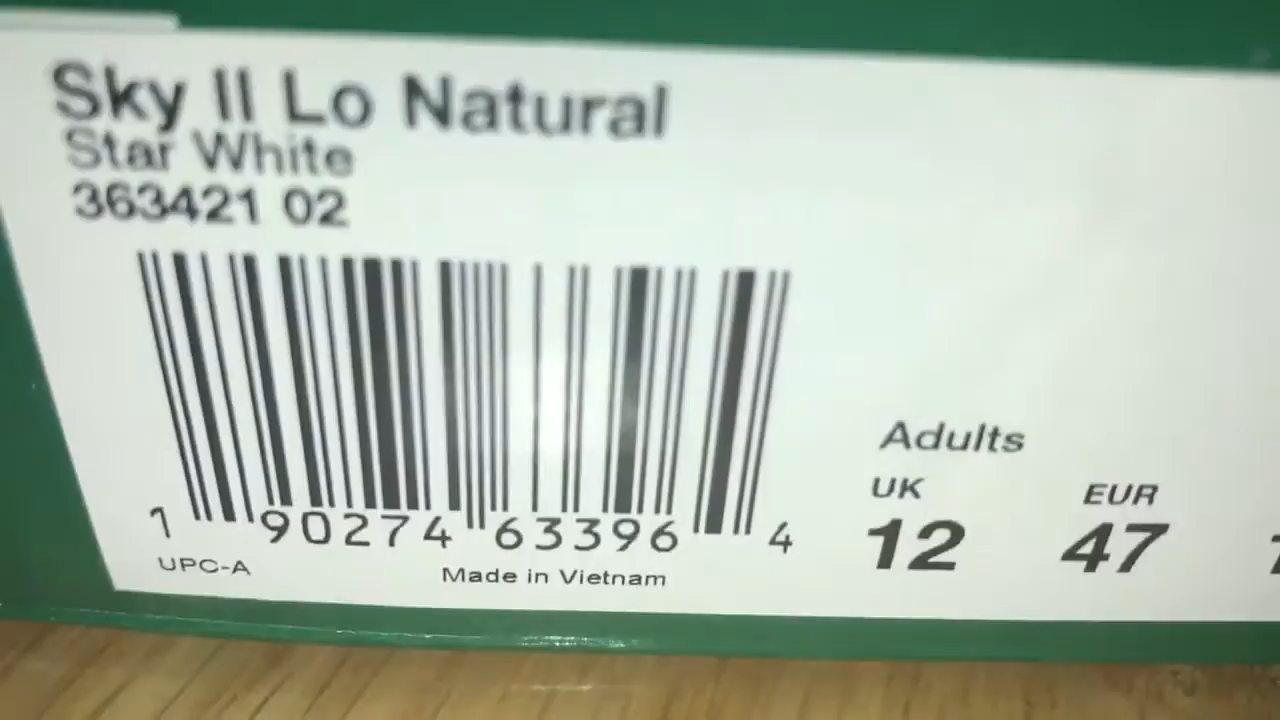 Sky II Lo Natural
Star White
363421 02
1 90274 63396 4
UPC-A
Made in Vietnam
Adults
UK EUR
12 47